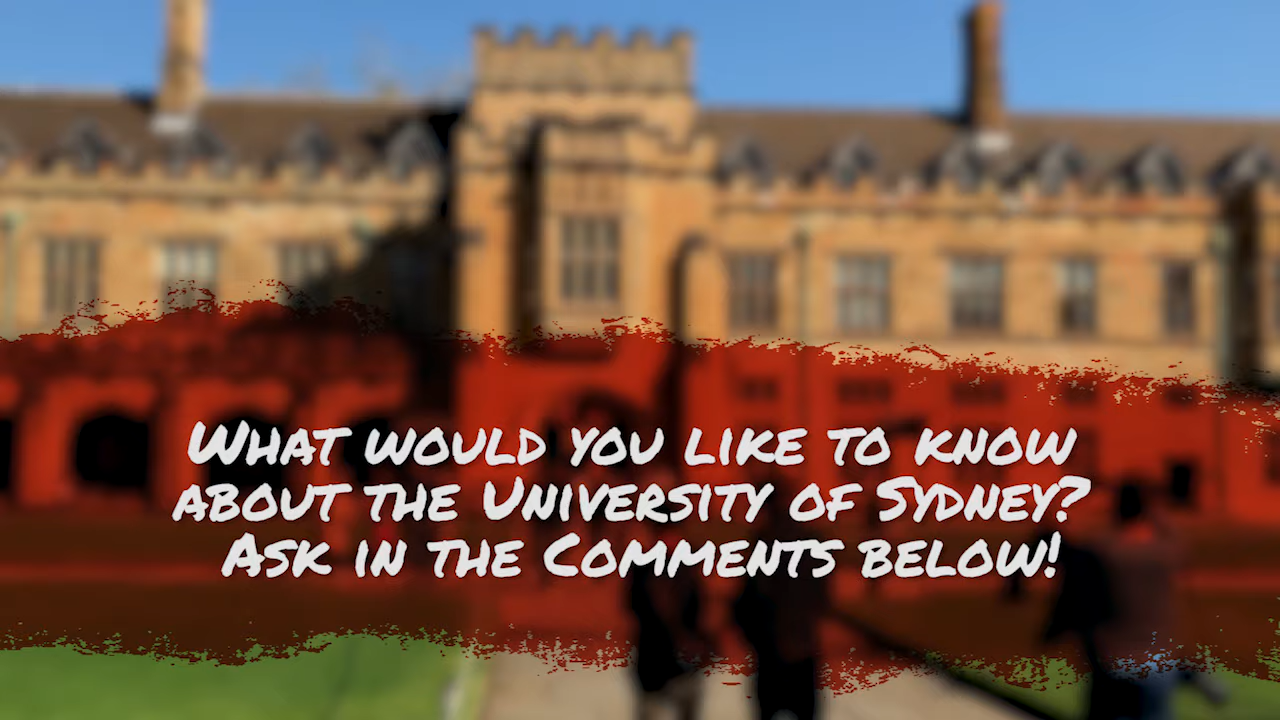 What would you like to know
about the University of Sydney?
Ask in the Comments below!